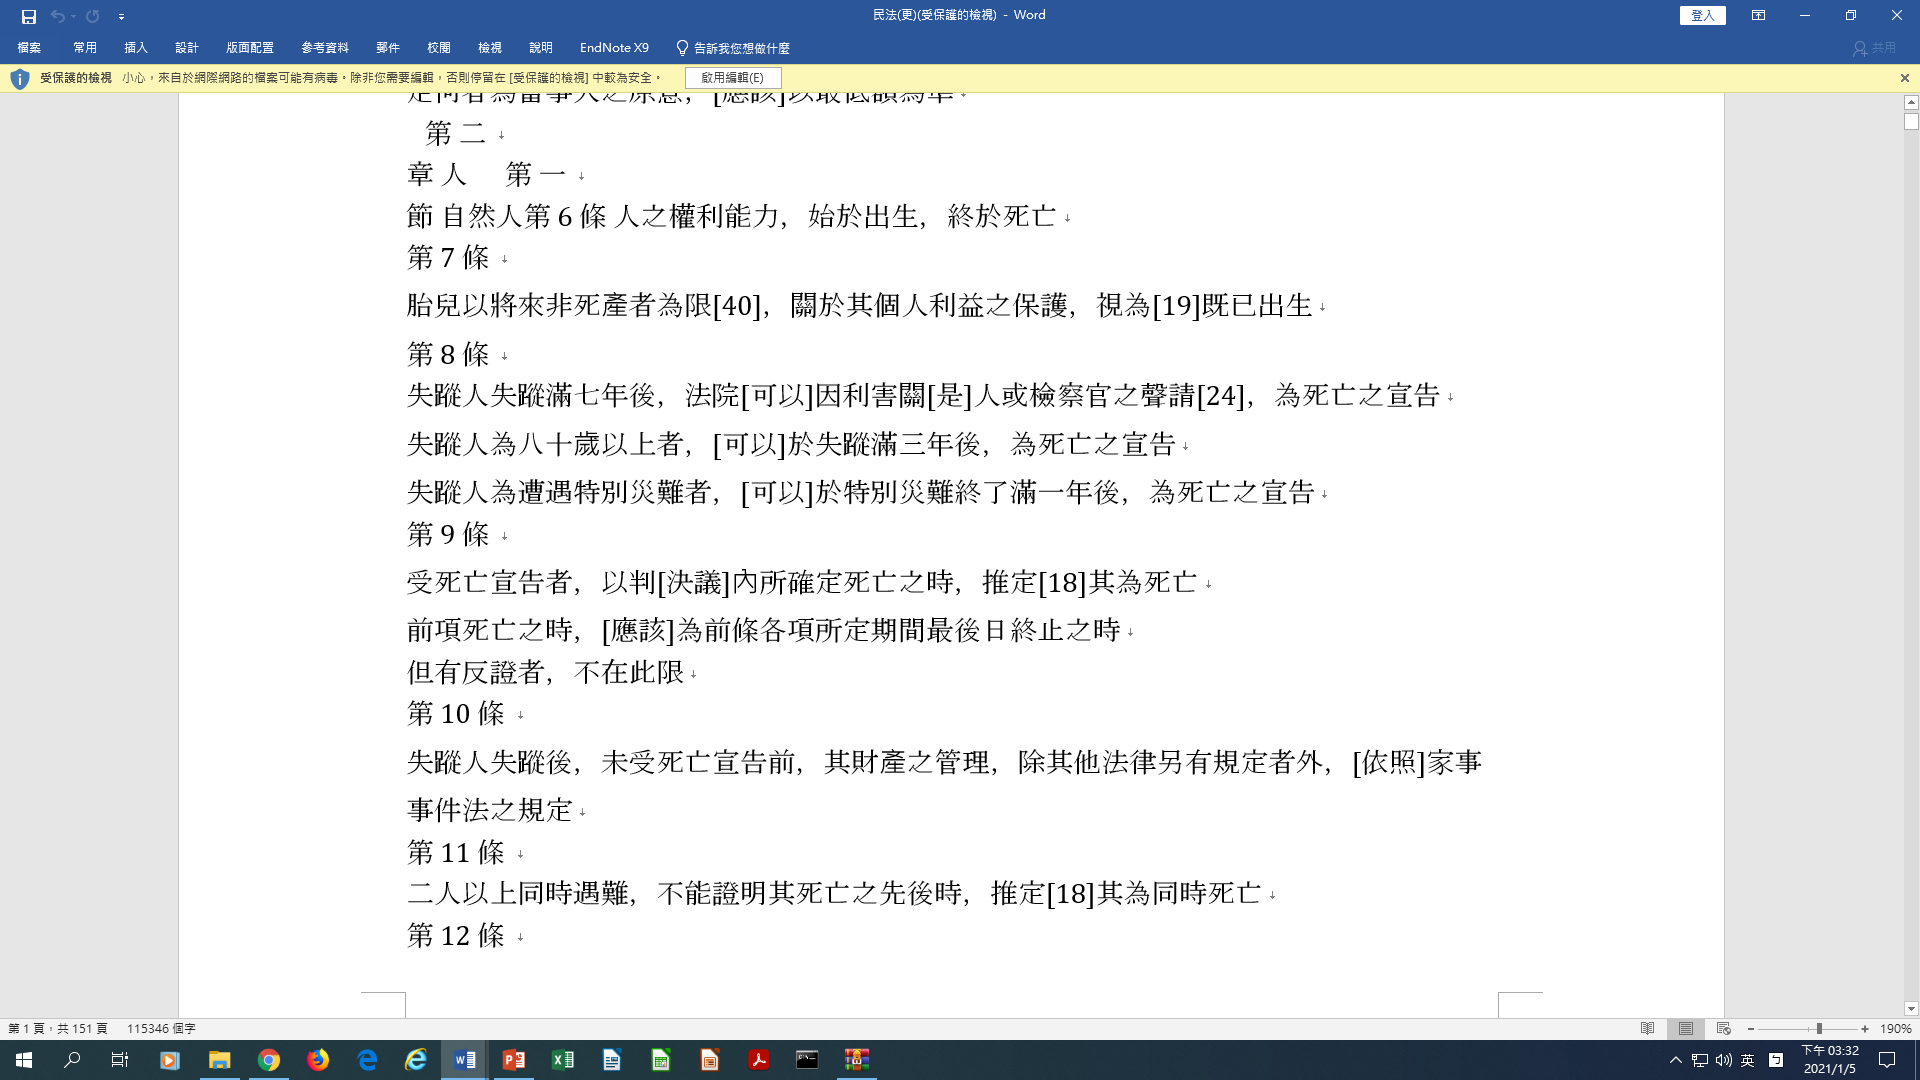 民法(更)(受保護的檢視) - Word
登入
檔案 常用 插入 設計 版面配置 參考資料 郵件 校閱 檢視 說明 EndNote X9 告訴我您想做什麼 共用
受保護的檢視 小心，來自於網際網路的檔案可能有病毒。除非您需要編輯，否則停留在 [受保護的檢視] 中較為安全。 啟用編輯(E)
定何者為當事人之原意，[應該]以最低額為準
第 二
章 人 第 一
節 自然人第 6 條 人之權利能力，始於出生，終於死亡
第 7 條
胎兒以將來非死產者為限[40]，關於其個人利益之保護，視為[19]既已出生
第 8 條
失蹤人失蹤滿七年後，法院[可以]因利害關[是]人或檢察官之聲請[24]，為死亡之宣告
失蹤人為八十歲以上者，[可以]於失蹤滿三年後，為死亡之宣告
失蹤人為遭遇特別災難者，[可以]於特別災難終了滿一年後，為死亡之宣告
第 9 條
受死亡宣告者，以判[決議]內所確定死亡之時，推定[18]其為死亡
前項死亡之時，[應該]為前條各項所定期間最後日終止之時
但有反證者，不在此限
第 10 條
失蹤人失蹤後，未受死亡宣告前，其財產之管理，除其他法律另有規定者外，[依照]家事
事件法之規定
第 11 條
二人以上同時遇難，不能證明其死亡之先後時，推定[18]其為同時死亡
第 12 條
第 1 頁，共 151 頁 115346 個字
190%
英
下午 03:32
2021/1/5